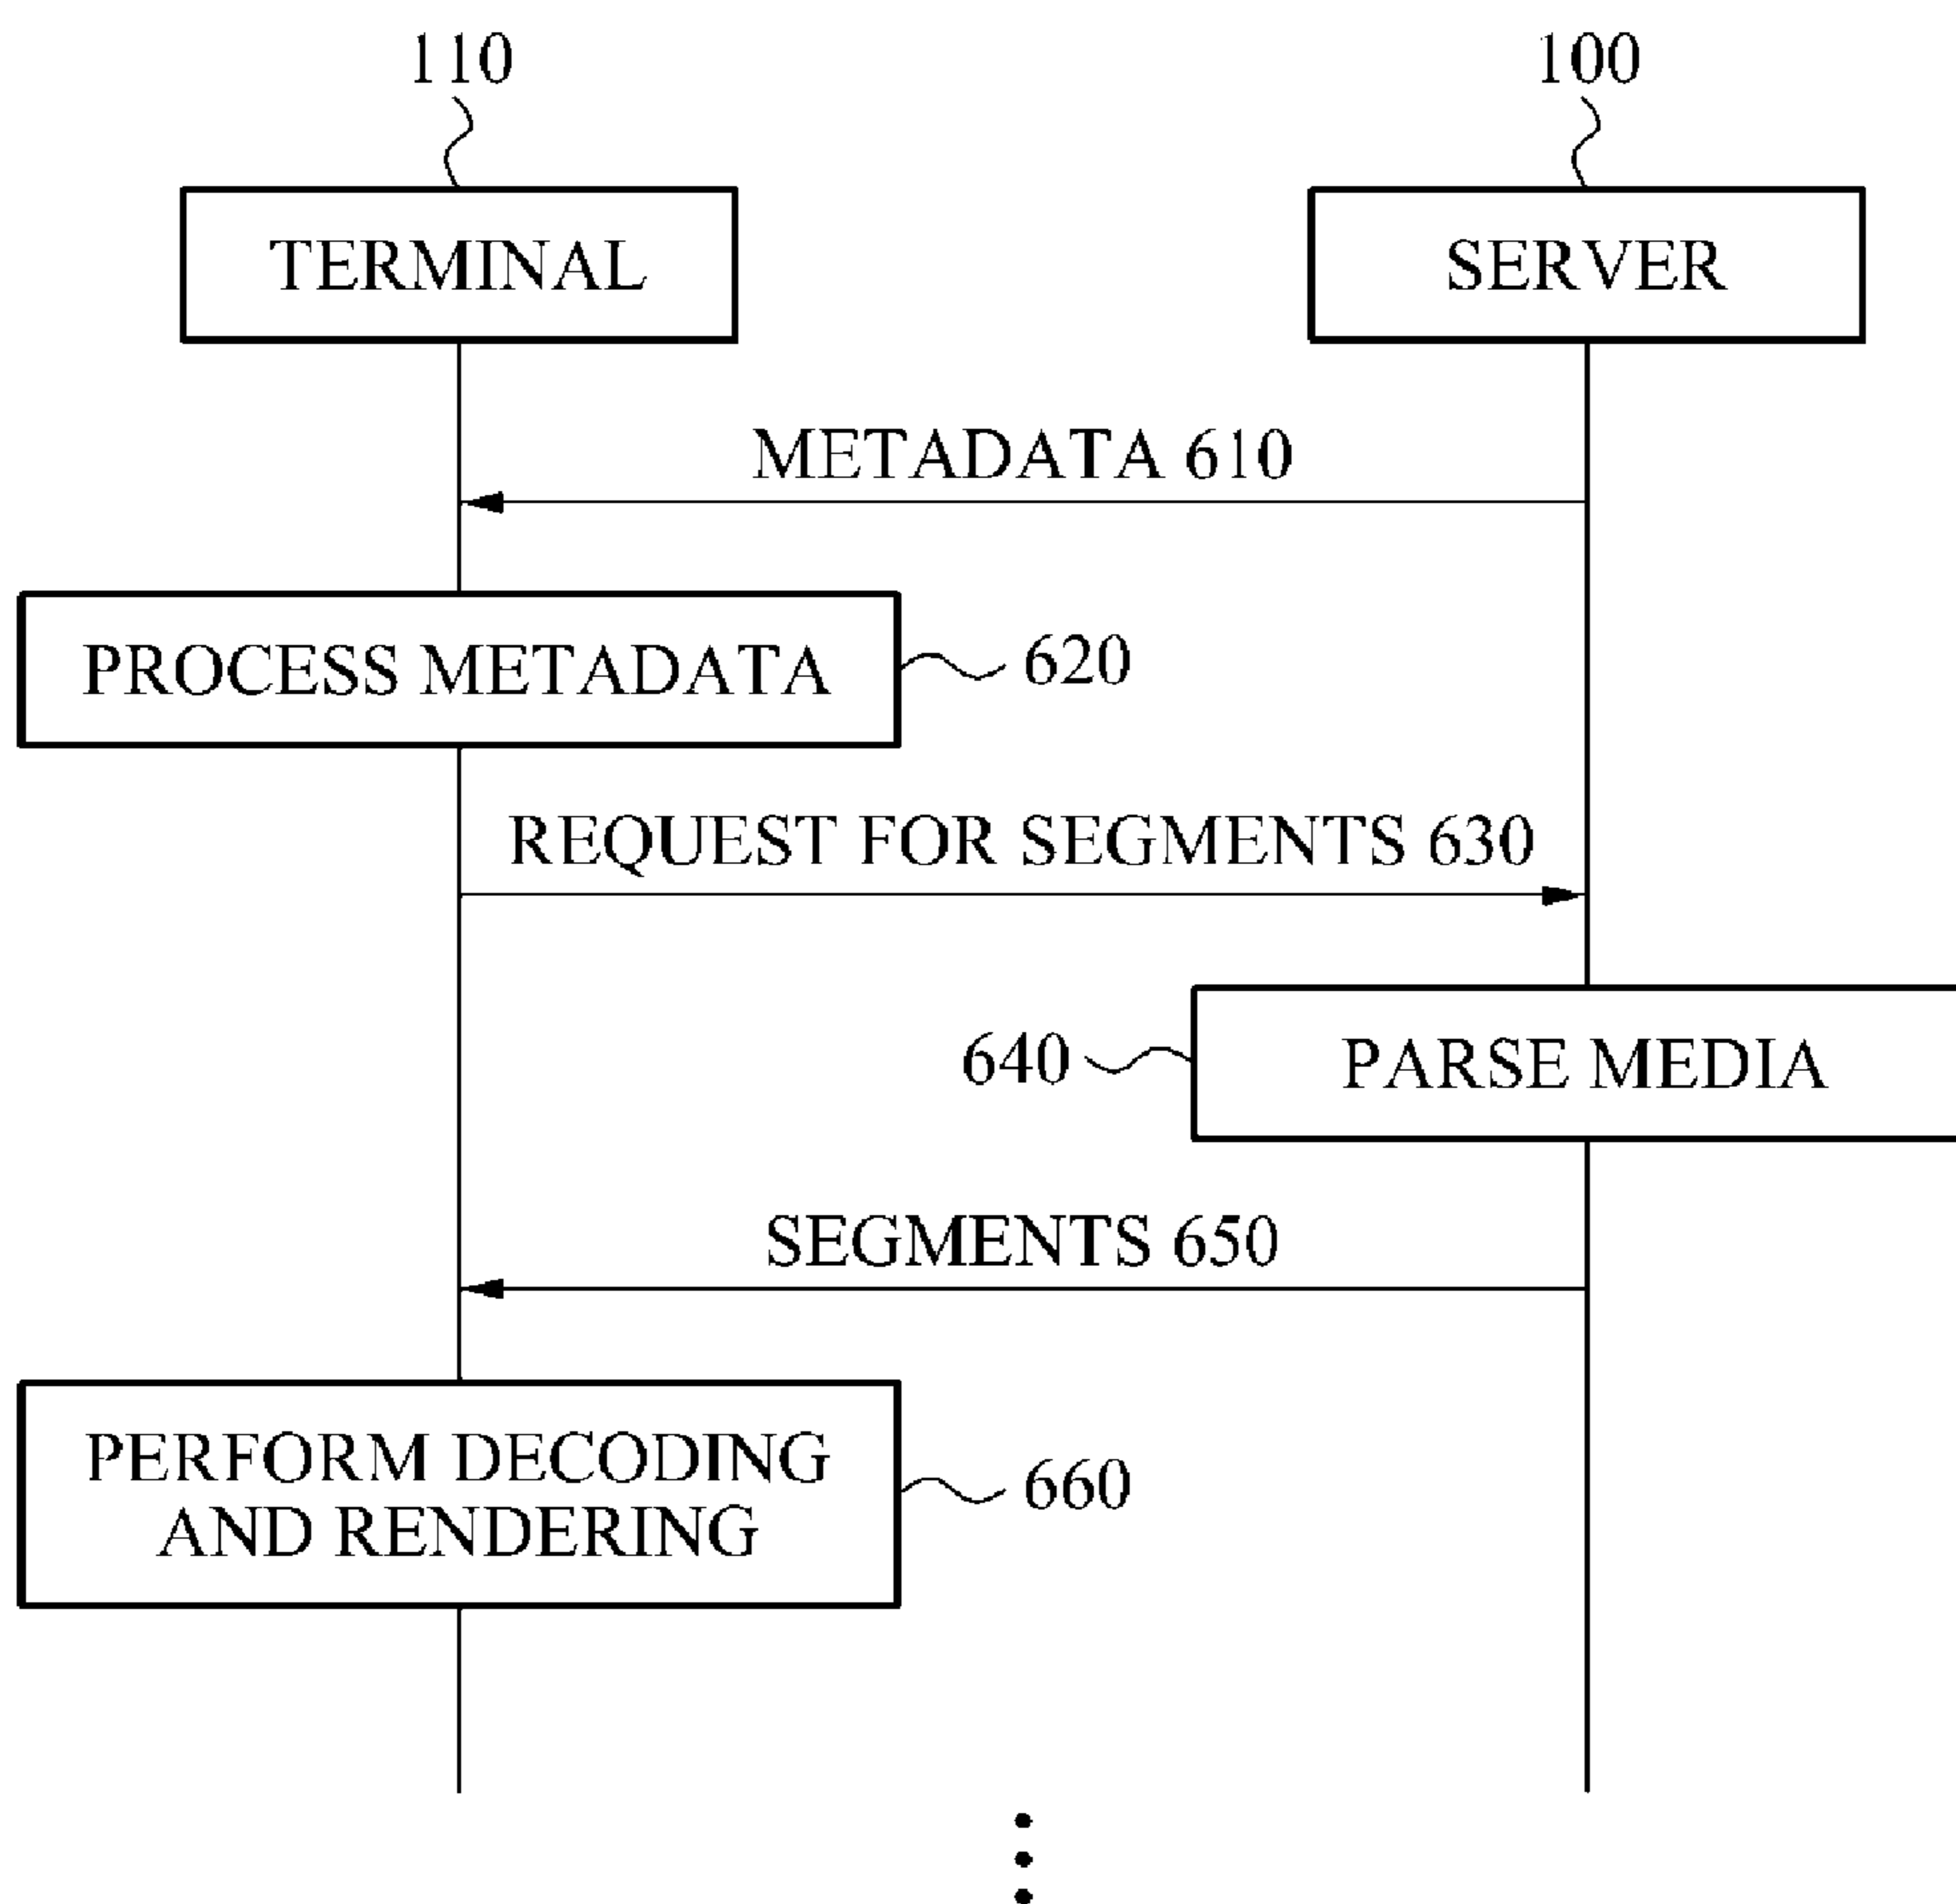 110
100
TERMINAL
SERVER
METADATA 610
PROCESS METADATA
620
REQUEST FOR SEGMENTS 630
640
PARSE MEDIA
SEGMENTS 650
PERFORM DECODING
AND RENDERING
660